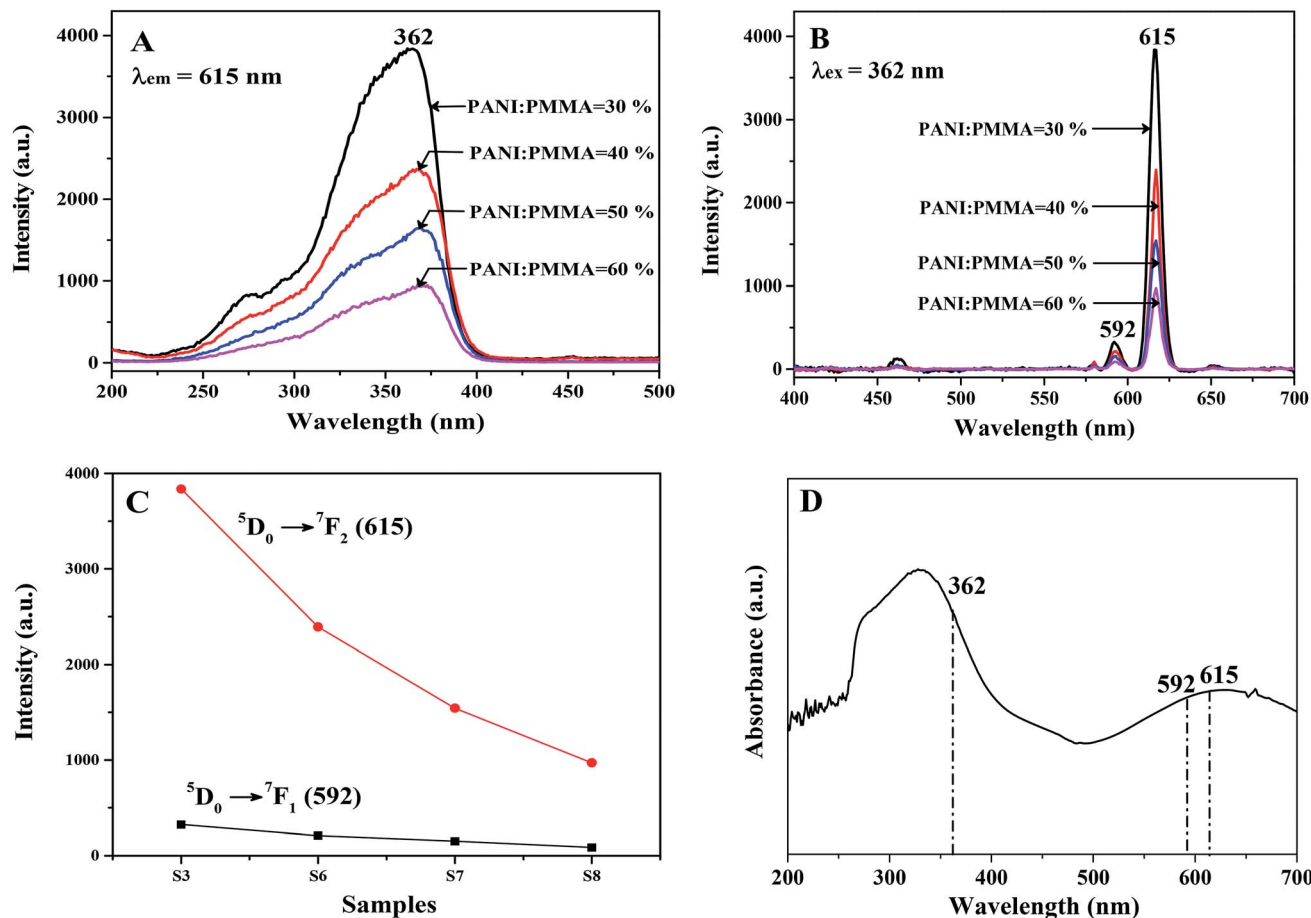 A
λem = 615 nm
362
PANI:PMMA=30 %
PANI:PMMA=40 %
PANI:PMMA=50 %
PANI:PMMA=60 %
4000
3000
2000
1000
0
Intensity (a.u.)
200 250 300 350 400 450 500
Wavelength (nm)
B
λex = 362 nm
615
PANI:PMMA=30 %
PANI:PMMA=40 %
PANI:PMMA=50 %
PANI:PMMA=60 %
592
4000
3000
2000
1000
0
Intensity (a.u.)
400 450 500 550 600 650 700
Wavelength (nm)
C
⁵D₀ → ⁷F₂ (615)
⁵D₀ → ⁷F₁ (592)
4000
3000
2000
1000
0
Intensity (a.u.)
S3 S6 S7 S8
Samples
D
362
592
615
Absorbance (a.u.)
200 300 400 500 600 700
Wavelength (nm)